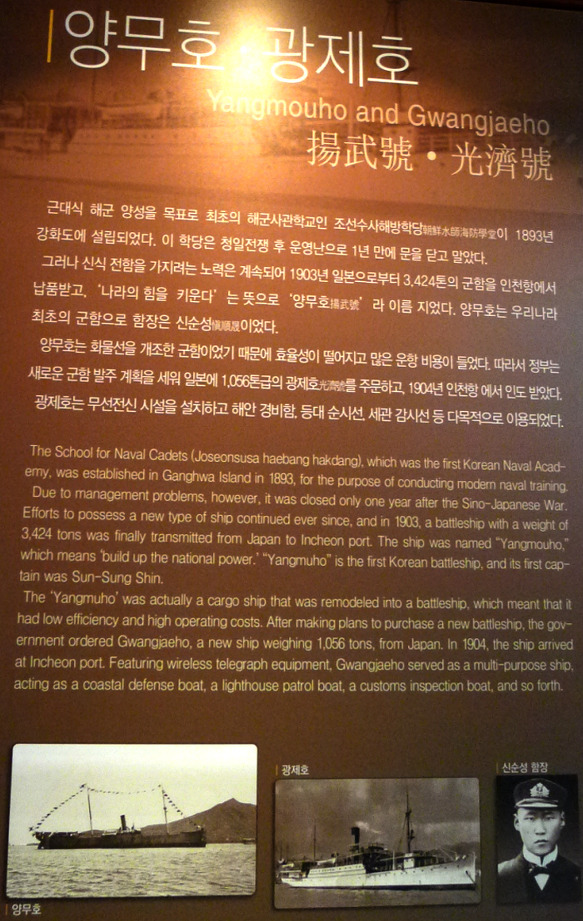 양무호·광제호
Yangmouho and Gwangjaeho
揚武號・光濟號
근대식 해군 양성을 목표로 최초의 해군사관학교인 조선수사해방학당朝鮮水師海防學堂이 1893년
강화도에 설립되었다. 이 학당은 청일전쟁 후 운영난으로 1년 만에 문을 닫고 말았다.
그러나 신식 전함을 가지려는 노력은 계속되어 1903년 일본으로부터 3,424톤의 군함을 인천항에서
납품받고, ‘나라의 힘을 키운다’는 뜻으로 ‘양무호揚武號’라 이름 지었다. 양무호는 우리나라
최초의 군함으로 함장은 신순성愼順晟이었다.
양무호는 화물선을 개조한 군함이었기 때문에 효율성이 떨어지고 많은 운항 비용이 들었다. 따라서 정부는
새로운 군함 발주 계획을 세워 일본에 1,056톤급의 광제호光濟號를 주문하고, 1904년 인천항에서 인도 받았다.
광제호는 무선전신 시설을 설치하고 해안 경비함, 등대 순시선, 세관 감시선 등 다목적으로 이용되었다.
The School for Naval Cadets (Joseonsusa haebang hakdang), which was the first Korean Naval Acad-
emy, was established in Ganghwa Island in 1893, for the purpose of conducting modern naval training.
Due to management problems, however, it was closed only one year after the Sino-Japanese War.
Efforts to possess a new type of ship continued ever since, and in 1903, a battleship with a weight of
3,424 tons was finally transmitted from Japan to Incheon port. The ship was named “Yangmouho,”
which means ‘build up the national power.’ “Yangmuho” is the first Korean battleship, and its first cap-
tain was Sun-Sung Shin.
The ‘Yangmuho’ was actually a cargo ship that was remodeled into a battleship, which meant that it
had low efficiency and high operating costs. After making plans to purchase a new battleship, the gov-
ernment ordered Gwangjaeho, a new ship weighing 1,056 tons, from Japan. In 1904, the ship arrived
at Incheon port. Featuring wireless telegraph equipment, Gwangjaeho served as a multi-purpose ship,
acting as a coastal defense boat, a lighthouse patrol boat, a customs inspection boat, and so forth.
광제호
신순성 함장
양무호